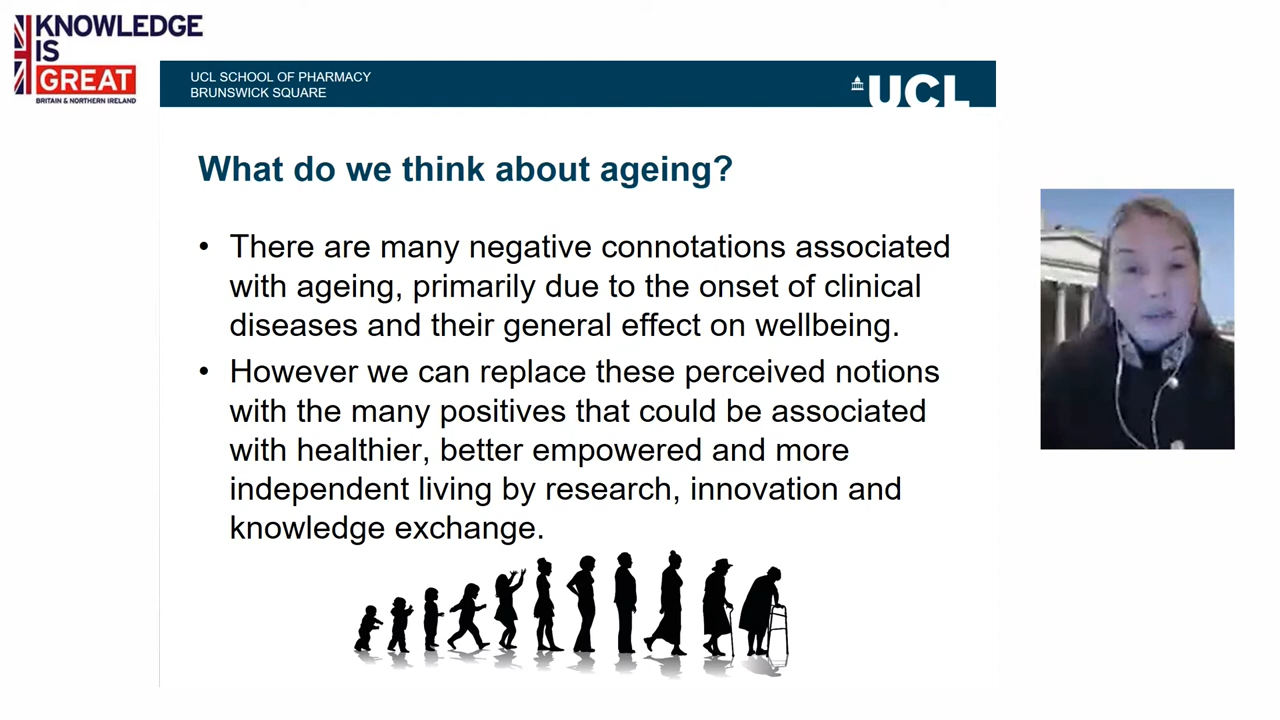 KNOWLEDGE
IS
GREAT
BRITAIN & NORTHERN IRELAND
UCL SCHOOL OF PHARMACY
BRUNSWICK SQUARE
UCL
What do we think about ageing?
• There are many negative connotations associated
with ageing, primarily due to the onset of clinical
diseases and their general effect on wellbeing.
• However we can replace these perceived notions
with the many positives that could be associated
with healthier, better empowered and more
independent living by research, innovation and
knowledge exchange.